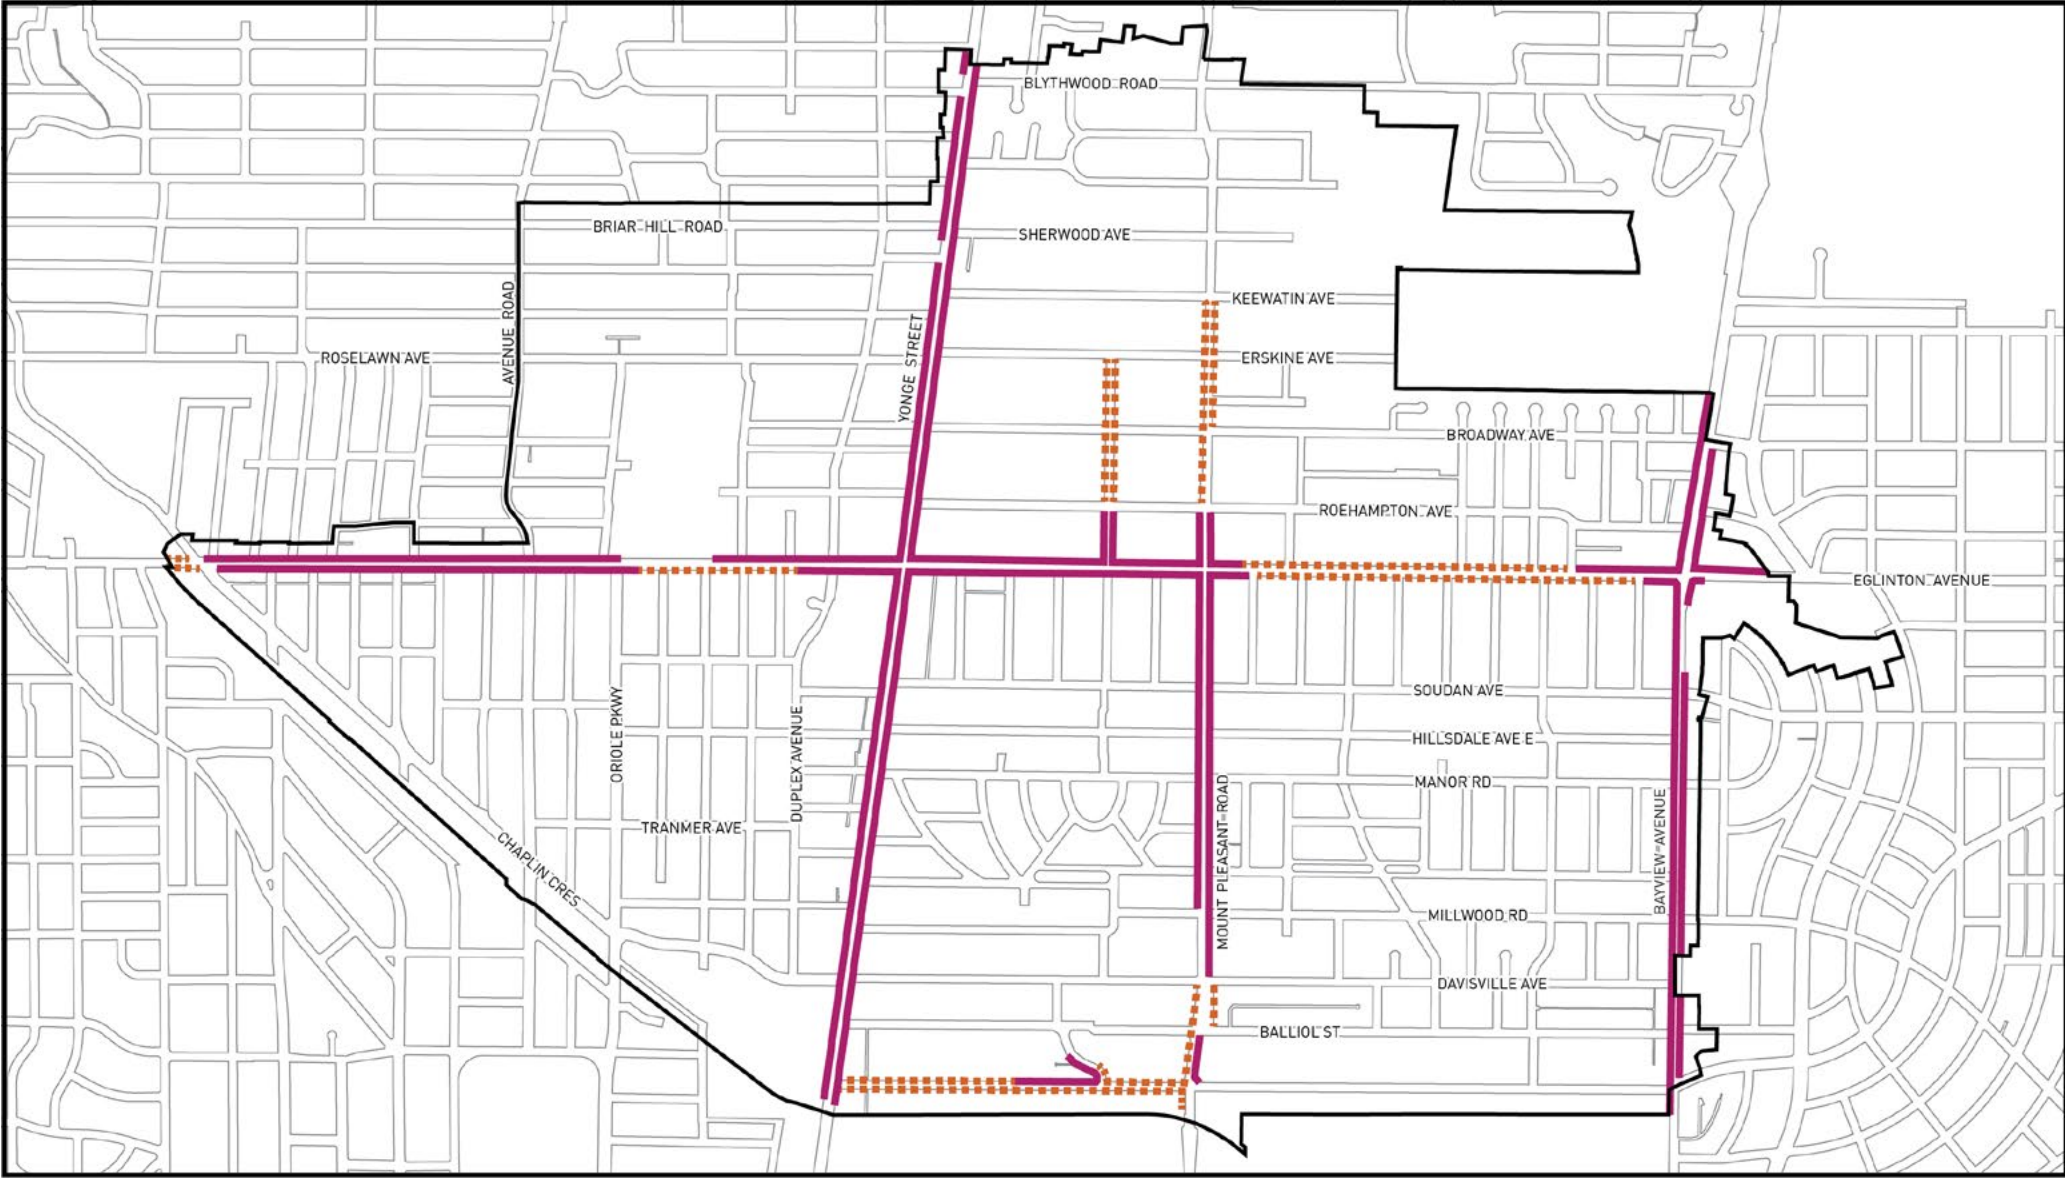 BLYTHWOOD ROAD
BRIAR HILL ROAD
SHERWOOD AVE
KEEWATIN AVE
AVENUE ROAD
YONGE STREET
ROSELAWN AVE
ERSKINE AVE
BROADWAY AVE
ROEHAMPTON AVE
EGLINTON AVENUE
SOUDAN AVE
ORIOLE PKWY
DUPLEX AVENUE
HILLSDALE AVE E
MANOR RD
MOUNT PLEASANT ROAD
BAYVIEW AVENUE
TRANMER AVE
CHAPLIN CRES
MILLWOOD RD
DAVISVILLE AVE
BALLIOL ST